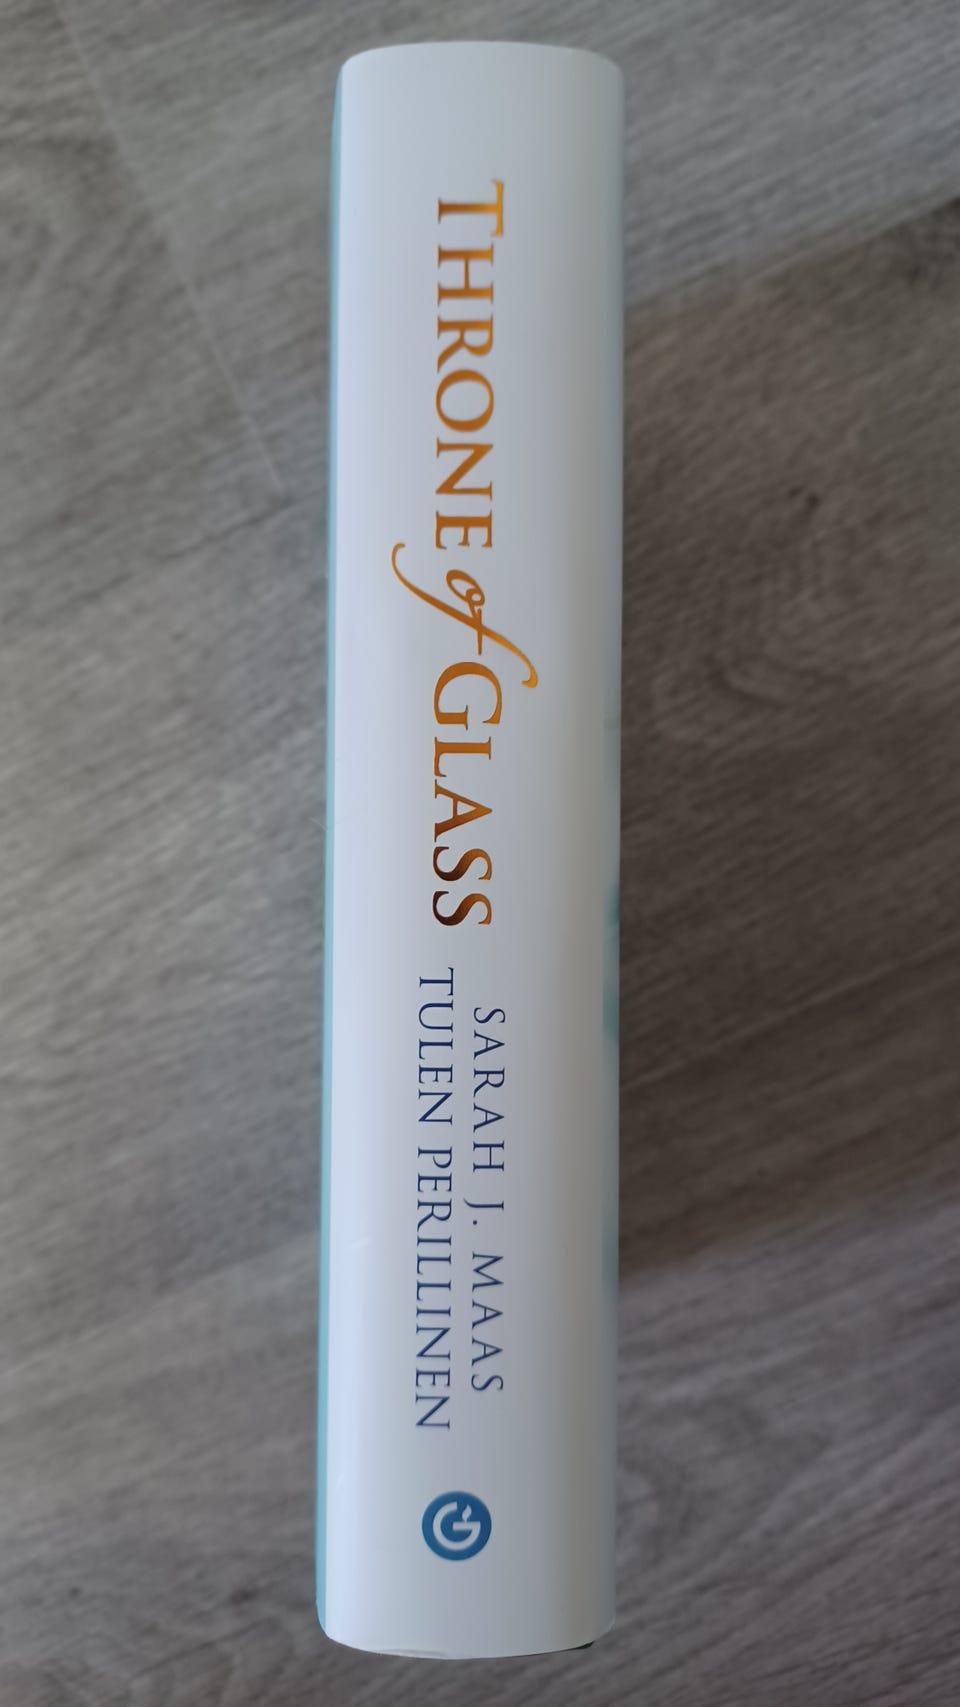 THRONE of GLASS
SARAH J. MAAS
TULEN PERILLINEN
G